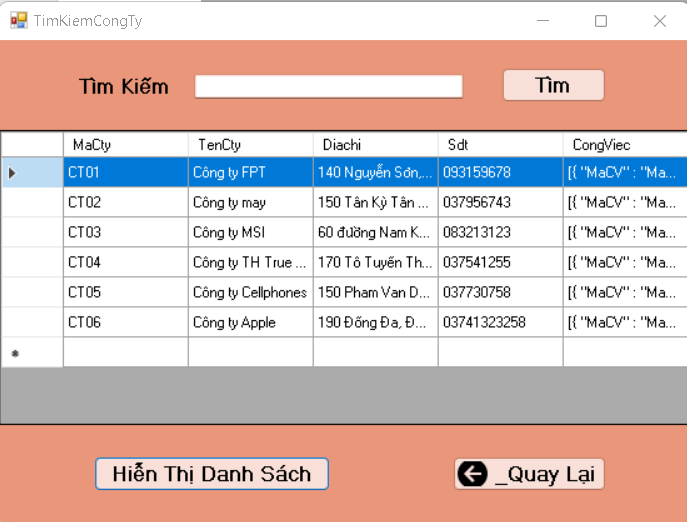 TimKiemCongTy
Tìm Kiếm Tìm
MaCty TenCty Diachi Sdt CongViec
CT01 Công ty FPT 140 Nguyễn Sơn,... 093159678 [{ "MaCV" : "Ma...
CT02 Công ty may 150 Tân Kỳ Tân ... 037956743 [{ "MaCV" : "Ma...
CT03 Công ty MSI 60 đường Nam K... 083213123 [{ "MaCV" : "Ma...
CT04 Công ty TH True ... 170 Tô Tuyến Th... 037541255 [{ "MaCV" : "Ma...
CT05 Công ty Cellphones 150 Pham Van D... 037730758 [{ "MaCV" : "Ma...
CT06 Công ty Apple 190 Đống Đa, Đ... 03741323258 [{ "MaCV" : "Ma...
Hiễn Thị Danh Sách _Quay Lại